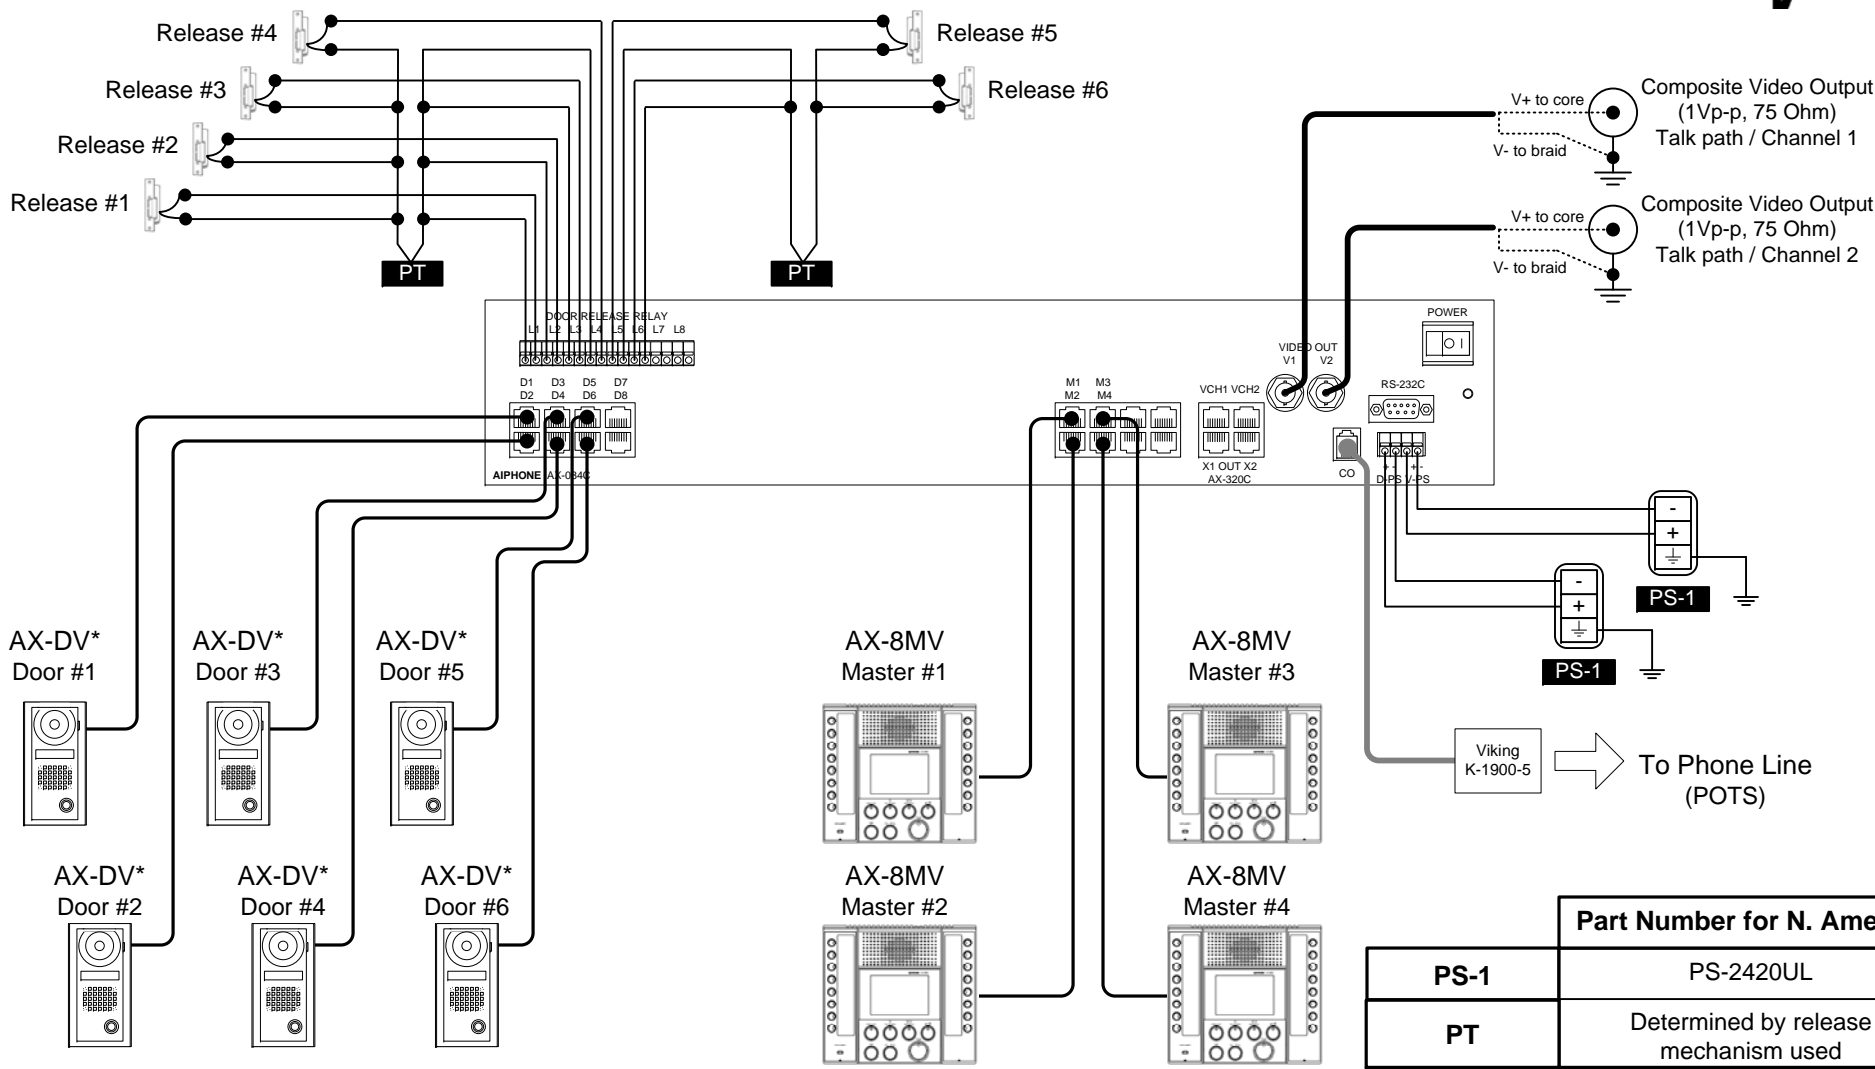 Release #4
Release #5
Release #3
Release #6
Release #2
Release #1
PT
PT
V+ to core
V- to braid
Composite Video Output
(1Vp-p, 75 Ohm)
Talk path / Channel 1
V+ to core
V- to braid
Composite Video Output
(1Vp-p, 75 Ohm)
Talk path / Channel 2
DOOR RELEASE RELAY
L1 L2 L3 L4 L5 L6 L7 L8
POWER
VIDEO OUT
V1 V2
D1 D3 D5 D7
D2 D4 D6 D8
M1 M3
M2 M4
VCH1 VCH2
RS-232C
X1 OUT X2
AX-320C
CO
+ - + -
D-PS V-PS
AIPHONE AX-084C
-
+
PS-1
-
+
PS-1
AX-DV*
Door #1
AX-DV*
Door #3
AX-DV*
Door #5
AX-8MV
Master #1
AX-8MV
Master #3
Viking
K-1900-5
To Phone Line
(POTS)
AX-DV*
Door #2
AX-DV*
Door #4
AX-DV*
Door #6
AX-8MV
Master #2
AX-8MV
Master #4
Part Number for N. Ame
PS-1
PS-2420UL
PT
Determined by release
mechanism used